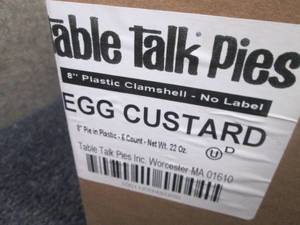 Table Talk Pies
8" Plastic Clamshell - No Label
EGG CUSTARD
8" Pie in Plastic - 6 Count - Net Wt. 22 Oz.
U D
Table Talk Pies Inc. Worcester MA 01610